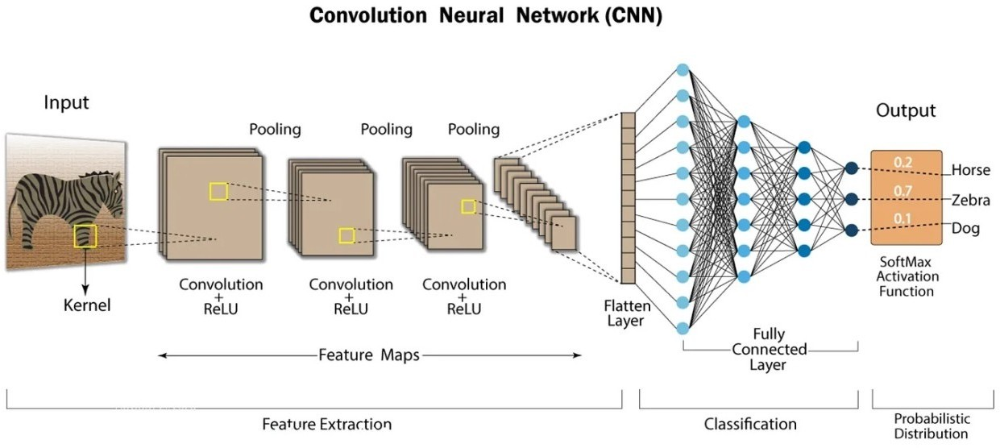 Convolution Neural Network (CNN)
Input
Kernel
Pooling
Pooling
Pooling
Convolution
+
ReLU
Convolution
+
ReLU
Convolution
+
ReLU
Feature Maps
Flatten
Layer
Fully
Connected
Layer
Output
0.2
Horse
0.7
Zebra
0.1
Dog
SoftMax
Activation
Function
Feature Extraction
Classification
Probabilistic
Distribution